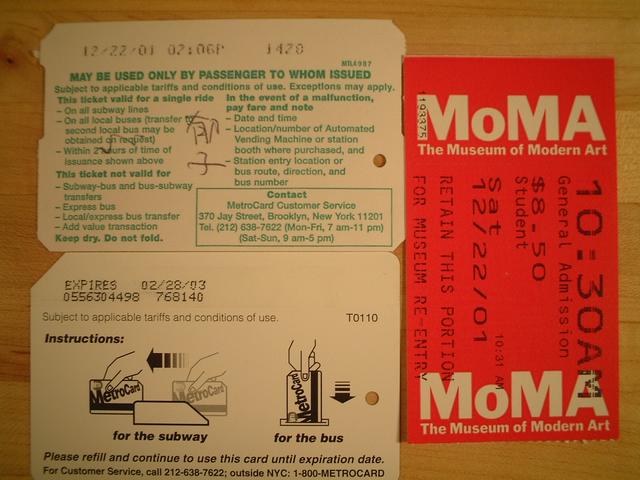 12/22/01 02:06P 1420
MIL4987
MAY BE USED ONLY BY PASSENGER TO WHOM ISSUED
Subject to applicable tariffs and conditions of use. Exceptions may apply.
This ticket valid for a single ride
– On all subway lines
– On all local buses (transfer to
second local bus may be
obtained on request)
– Within 2 hours of time of
issuance shown above
This ticket not valid for
– Subway-bus and bus-subway
transfers
– Express bus
– Local/express bus transfer
– Add value transaction
Keep dry. Do not fold.
In the event of a malfunction,
pay fare and note
– Date and time
– Location/number of Automated
Vending Machine or station
booth where purchased, and
– Station entry location or
bus route, direction, and
bus number
郁
子
Contact
MetroCard Customer Service
370 Jay Street, Brooklyn, New York 11201
Tel. (212) 638-7622 (Mon-Fri, 7 am-11 pm)
(Sat-Sun, 9 am-5 pm)
EXPIRES 02/28/03
0556304498 768140
Subject to applicable tariffs and conditions of use.
T0110
Instructions:
MetroCard
MetroCard
MetroCard
for the subway
for the bus
Please refill and continue to use this card until expiration date.
For Customer Service, call 212-638-7622; outside NYC: 1-800-METROCARD
1193375
MoMA
The Museum of Modern Art
10:30AM
General Admission
$8-50
Student
Sat
12/22/01
10:31 AM
RETAIN THIS PORTION
FOR MUSEUM RE-ENTRY
MoMA
The Museum of Modern Art